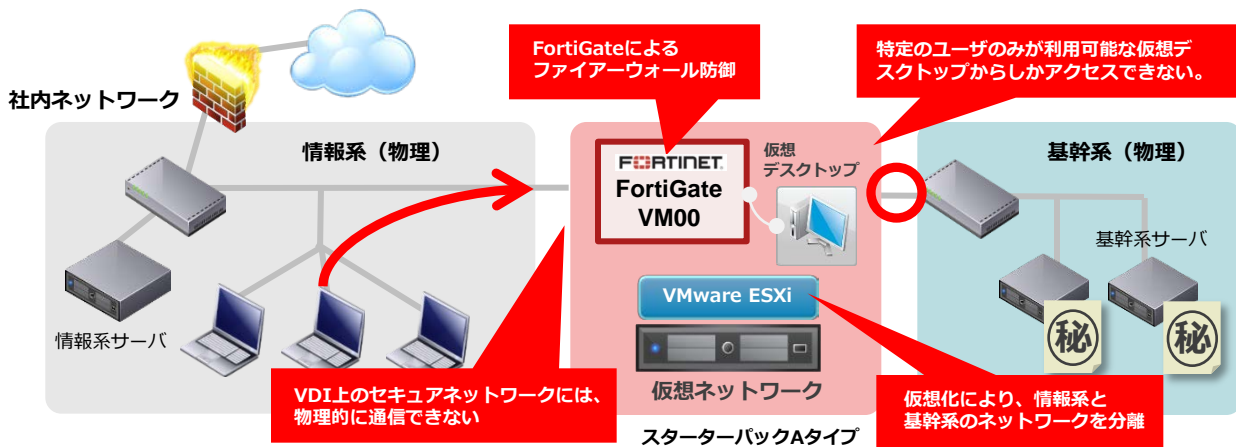 FortiGateによる
ファイアーウォール防御
特定のユーザのみが利用可能な仮想デ
スクトップからしかアクセスできない。
社内ネットワーク
情報系（物理）
FORTINET
FortiGate
VM00
仮想
デスクトップ
基幹系（物理）
基幹系サーバ
VMware ESXi
情報系サーバ
秘
秘
仮想ネットワーク
VDI上のセキュアネットワークには、
物理的に通信できない
仮想化により、情報系と
基幹系のネットワークを分離
スターターパックAタイプ